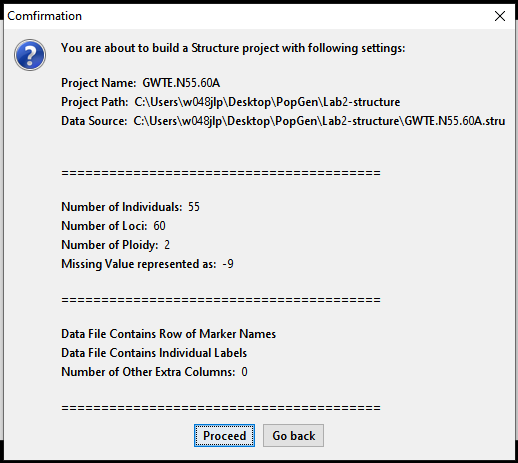 Comfirmation
You are about to build a Structure project with following settings:
Project Name: GWTE.N55.60A
Project Path: C:\Users\w048jlp\Desktop\PopGen\Lab2-structure
Data Source: C:\Users\w048jlp\Desktop\PopGen\Lab2-structure\GWTE.N55.60A.stru
========================================
Number of Individuals: 55
Number of Loci: 60
Number of Ploidy: 2
Missing Value represented as: -9
========================================
Data File Contains Row of Marker Names
Data File Contains Individual Labels
Number of Other Extra Columns: 0
========================================
Proceed Go back